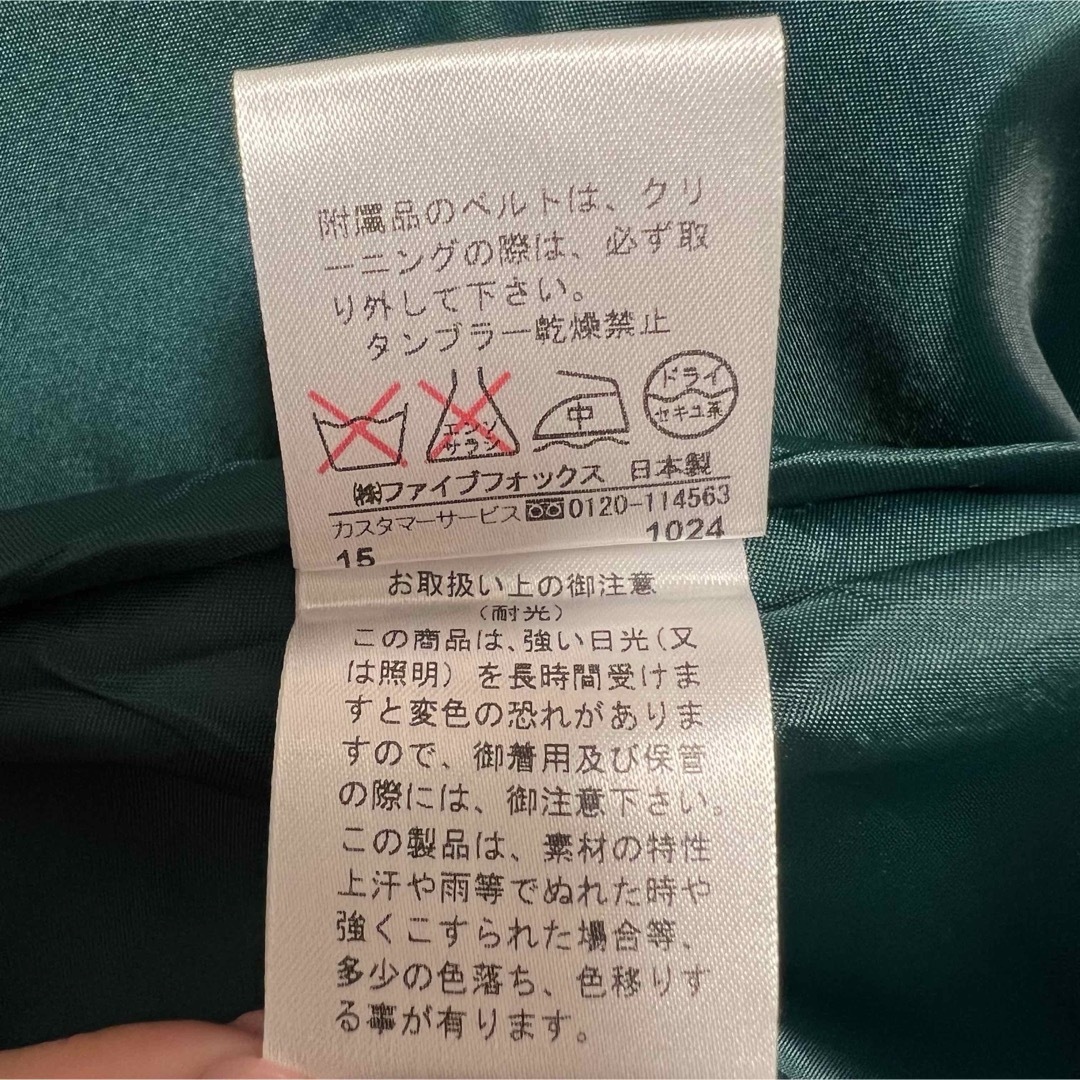 附属品のベルトは、クリ
ーニングの際は、必ず取
り外して下さい。
タンブラー乾燥禁止
エンソ
サラシ
中
ドライ
セキユ系
㈱ファイブフォックス 日本製
カスタマーサービス 0120-114563
15 1024
お取扱い上の御注意
(耐光)
この商品は、強い日光(又
は照明)を長時間受けま
すと変色の恐れがありま
すので、御着用及び保管
の際には、御注意下さい。
この製品は、素材の特性
上汗や雨等でぬれた時や
強くこすられた場合等、
多少の色落ち、色移りす
る事が有ります。